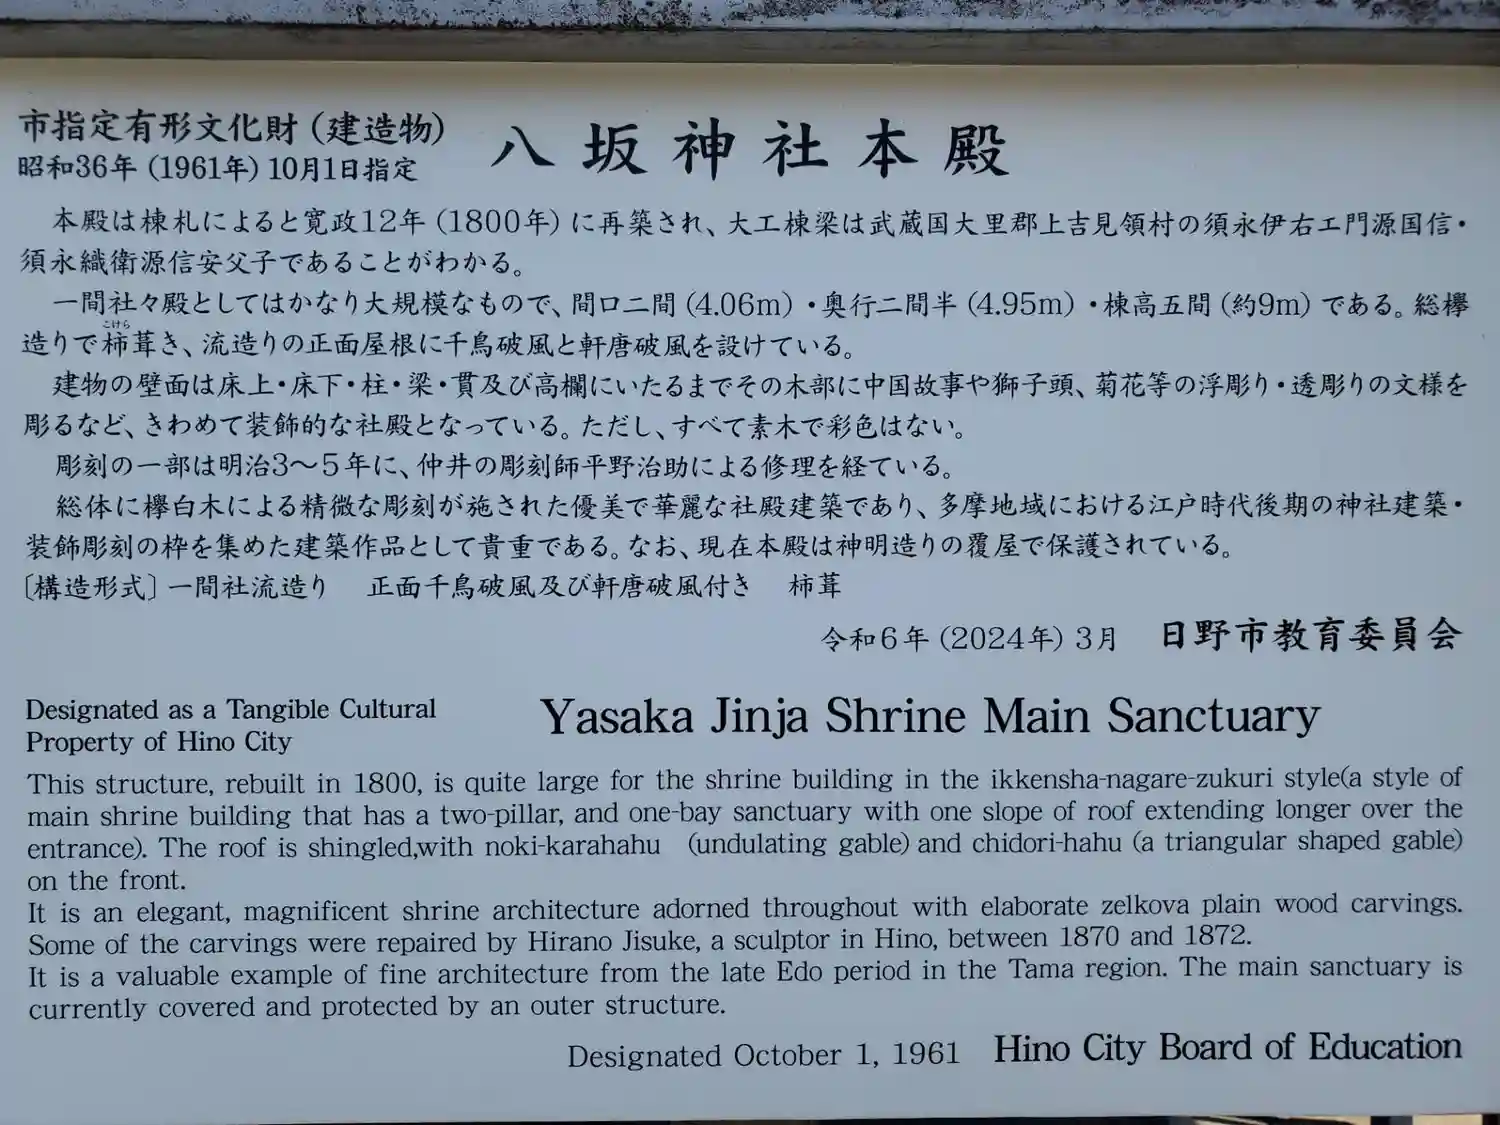 市指定有形文化財（建造物）
昭和36年（1961年）10月1日指定
八坂神社本殿
本殿は棟札によると寛政12年（1800年）に再築され、大工棟梁は武蔵国大里郡上吉見領村の須永伊右エ門源国信・
須永織衛源信安父子であることがわかる。
一間社々殿としてはかなり大規模なもので、間口二間（4.06m）・奥行二間半（4.95m）・棟高五間（約9m）である。総欅
こけら
造りで柿葺き、流造りの正面屋根に千鳥破風と軒唐破風を設けている。
建物の壁面は床上・床下・柱・梁・貫及び高欄にいたるまでその木部に中国故事や獅子頭、菊花等の浮彫り・透彫りの文様を
彫るなど、きわめて装飾的な社殿となっている。ただし、すべて素木で彩色はない。
彫刻の一部は明治3～5年に、仲井の彫刻師平野治助による修理を経ている。
総体に欅白木による精微な彫刻が施された優美で華麗な社殿建築であり、多摩地域における江戸時代後期の神社建築・
装飾彫刻の枠を集めた建築作品として貴重である。なお、現在本殿は神明造りの覆屋で保護されている。
〔構造形式〕一間社流造り　正面千鳥破風及び軒唐破風付き　柿葺
令和6年（2024年）3月　日野市教育委員会
Designated as a Tangible Cultural
Property of Hino City
Yasaka Jinja Shrine Main Sanctuary
This structure, rebuilt in 1800, is quite large for the shrine building in the ikkensha-nagare-zukuri style(a style of
main shrine building that has a two-pillar, and one-bay sanctuary with one slope of roof extending longer over the
entrance). The roof is shingled,with noki-karahahu (undulating gable) and chidori-hahu (a triangular shaped gable)
on the front.
It is an elegant, magnificent shrine architecture adorned throughout with elaborate zelkova plain wood carvings.
Some of the carvings were repaired by Hirano Jisuke, a sculptor in Hino, between 1870 and 1872.
It is a valuable example of fine architecture from the late Edo period in the Tama region. The main sanctuary is
currently covered and protected by an outer structure.
Designated October 1, 1961 Hino City Board of Education